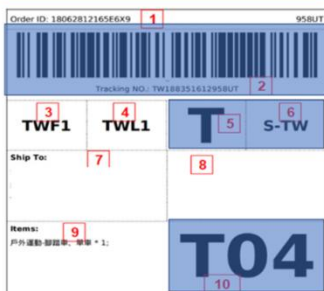 Order ID: 18062812165E6X9 1 958UT
Tracking NO.: TW188351612958UT 2
3 4 5 6
TWF1 TWL1 T S-TW
Ship To: 7 8
Items: 9
戶外運動-腳踏車, 單車 * 1;
T04
10